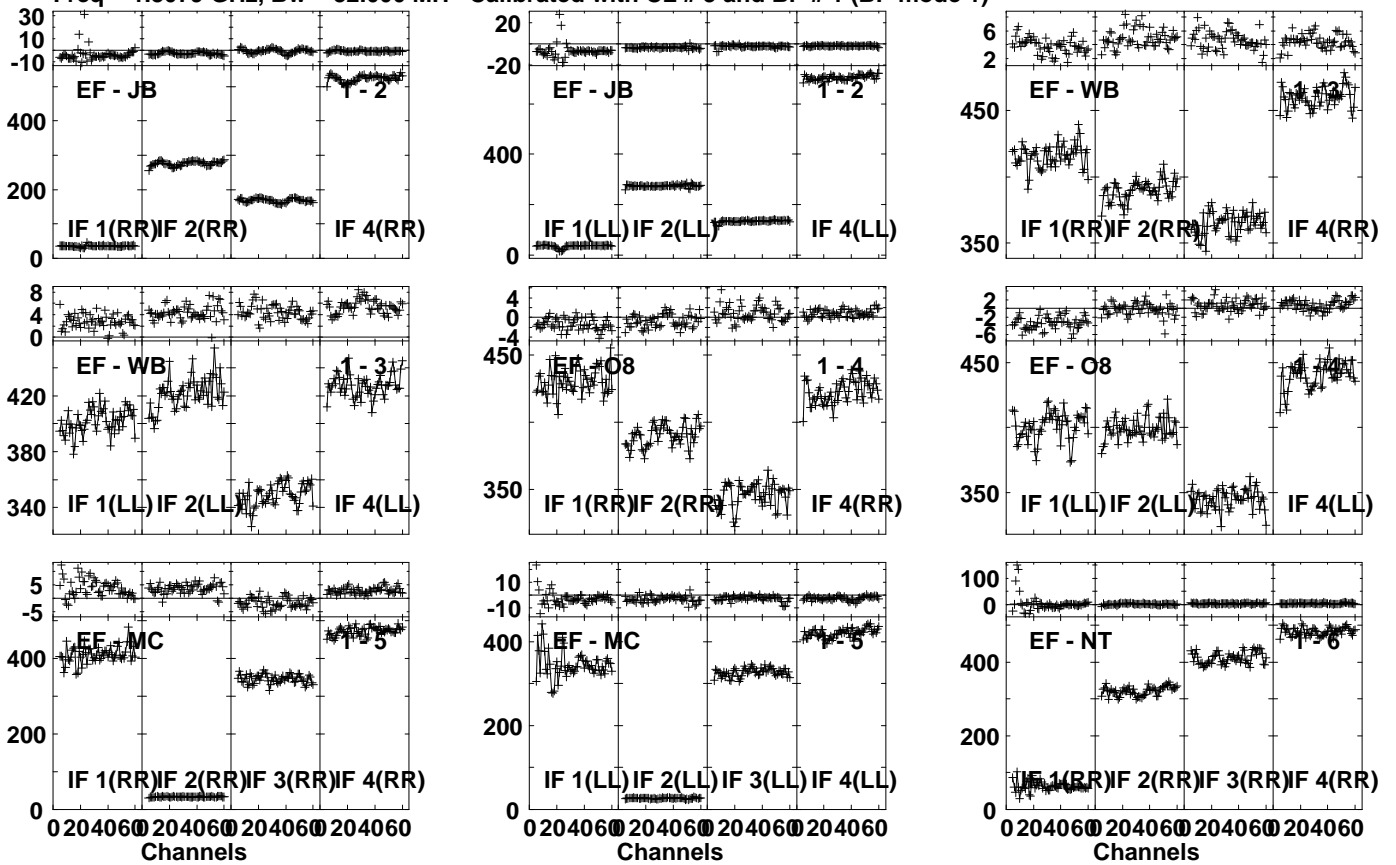 30
10
-10
20
-20
6
4
2
EF - JB 1 - 2
EF - JB 1 - 2
EF - WB 1 - 3
400
200
0
400
0
450
350
IF 1(RR) IF 2(RR) IF 4(RR)
IF 1(LL) IF 2(LL) IF 4(LL)
IF 1(RR) IF 2(RR) IF 4(RR)
8
4
0
4
0
-4
2
-2
-6
EF - WB 1 - 3
EF - O8 1 - 4
EF - O8 1 - 4
420
380
340
450
350
450
350
IF 1(LL) IF 2(LL) IF 4(LL)
IF 1(RR) IF 2(RR) IF 4(RR)
IF 1(LL) IF 2(LL) IF 4(LL)
5
-5
10
-10
100
0
EF - MC 1 - 5
EF - MC 1 - 5
EF - NT 1 - 6
400
200
0
400
200
0
400
200
0
IF 1(RR) IF 2(RR) IF 3(RR) IF 4(RR)
IF 1(LL) IF 2(LL) IF 3(LL) IF 4(LL)
IF 1(RR) IF 2(RR) IF 3(RR) IF 4(RR)
0 204060 0 204060 0 204060 0 204060
0 204060 0 204060 0 204060 0 204060
0 204060 0 204060 0 204060 0 204060
Channels
Channels
Channels